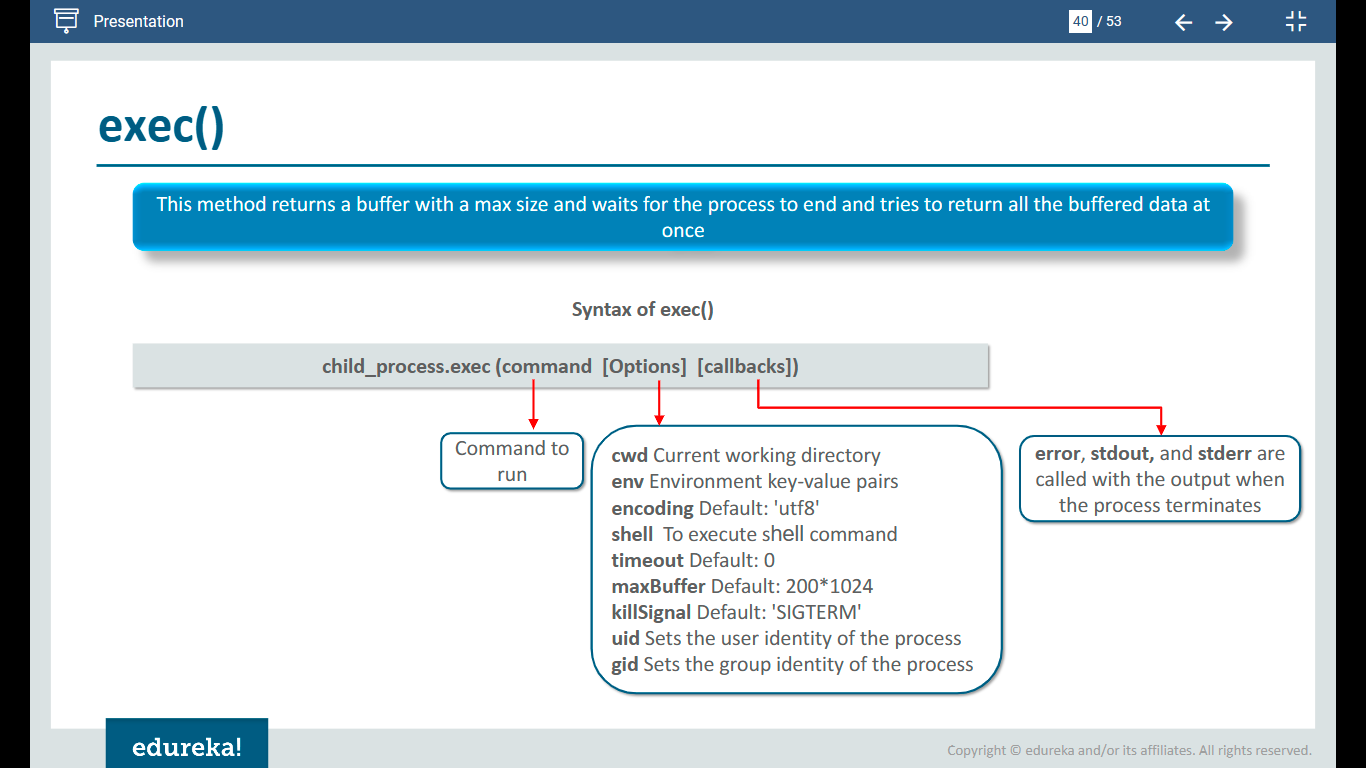 Presentation
40 / 53
exec()
This method returns a buffer with a max size and waits for the process to end and tries to return all the buffered data at
once
Syntax of exec()
child_process.exec (command [Options] [callbacks])
Command to
run
cwd Current working directory
env Environment key-value pairs
encoding Default: 'utf8'
shell To execute shell command
timeout Default: 0
maxBuffer Default: 200*1024
killSignal Default: 'SIGTERM'
uid Sets the user identity of the process
gid Sets the group identity of the process
error, stdout, and stderr are
called with the output when
the process terminates
edureka!
Copyright © edureka and/or its affiliates. All rights reserved.